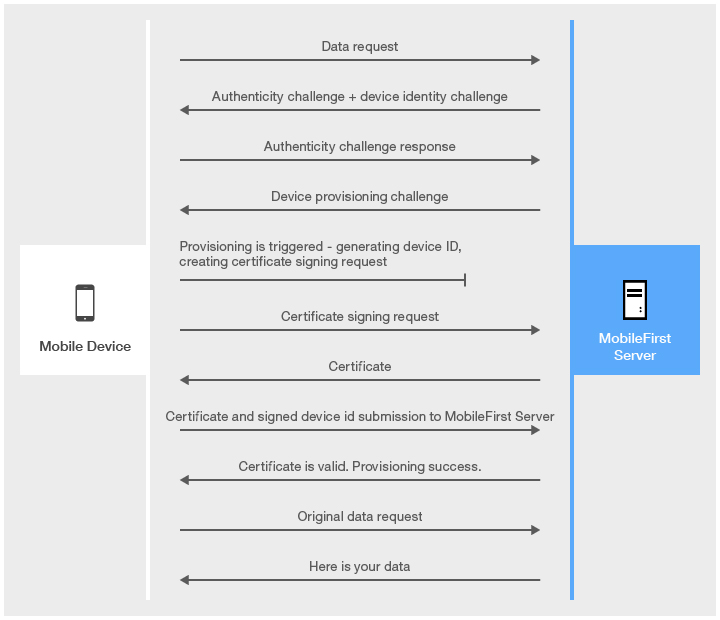 Data request
Authenticity challenge + device identity challenge
Authenticity challenge response
Device provisioning challenge
Provisioning is triggered - generating device ID,
creating certificate signing request
Mobile Device
MobileFirst
Server
Certificate signing request
Certificate
Certificate and signed device id submission to MobileFirst Server
Certificate is valid. Provisioning success.
Original data request
Here is your data